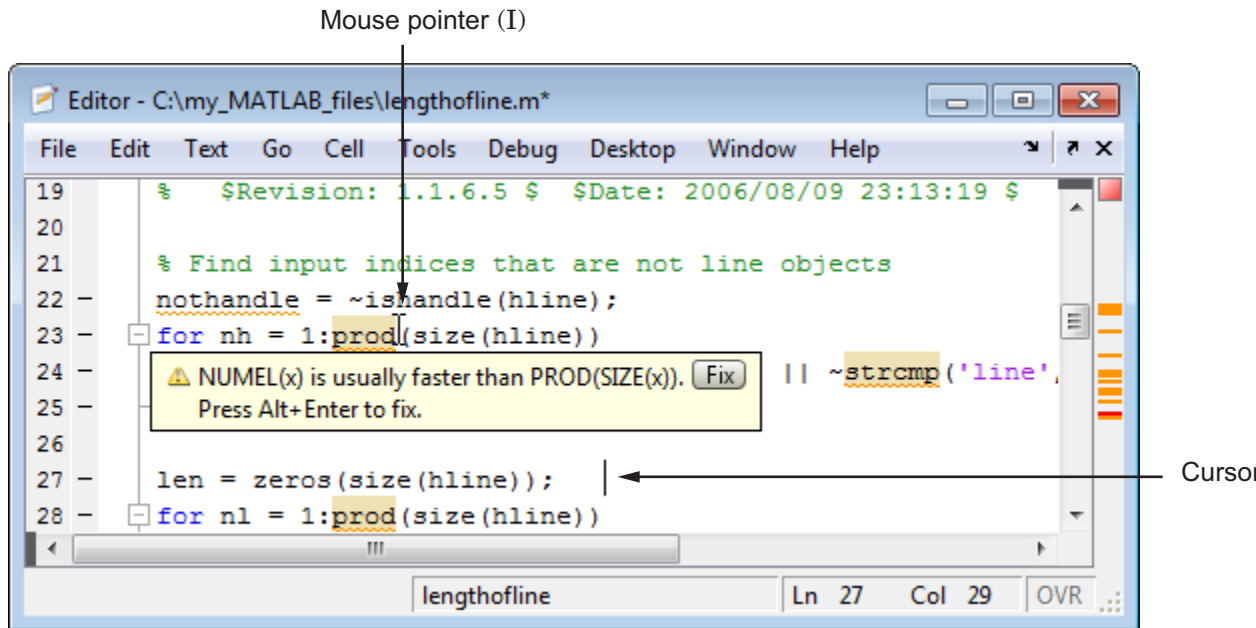 Mouse pointer (I)
Editor - C:\my_MATLAB_files\lengthofline.m*
File Edit Text Go Cell Tools Debug Desktop Window Help
19 % $Revision: 1.1.6.5 $ $Date: 2006/08/09 23:13:19 $
20
21 % Find input indices that are not line objects
22 – nothandle = ~ishandle(hline);
23 – for nh = 1:prod(size(hline))
24 – || ~strcmp('line',
NUMEL(x) is usually faster than PROD(SIZE(x)). Fix
Press Alt+Enter to fix.
25 –
26
27 – len = zeros(size(hline));
Cursor
28 – for nl = 1:prod(size(hline))
lengthofline Ln 27 Col 29 OVR